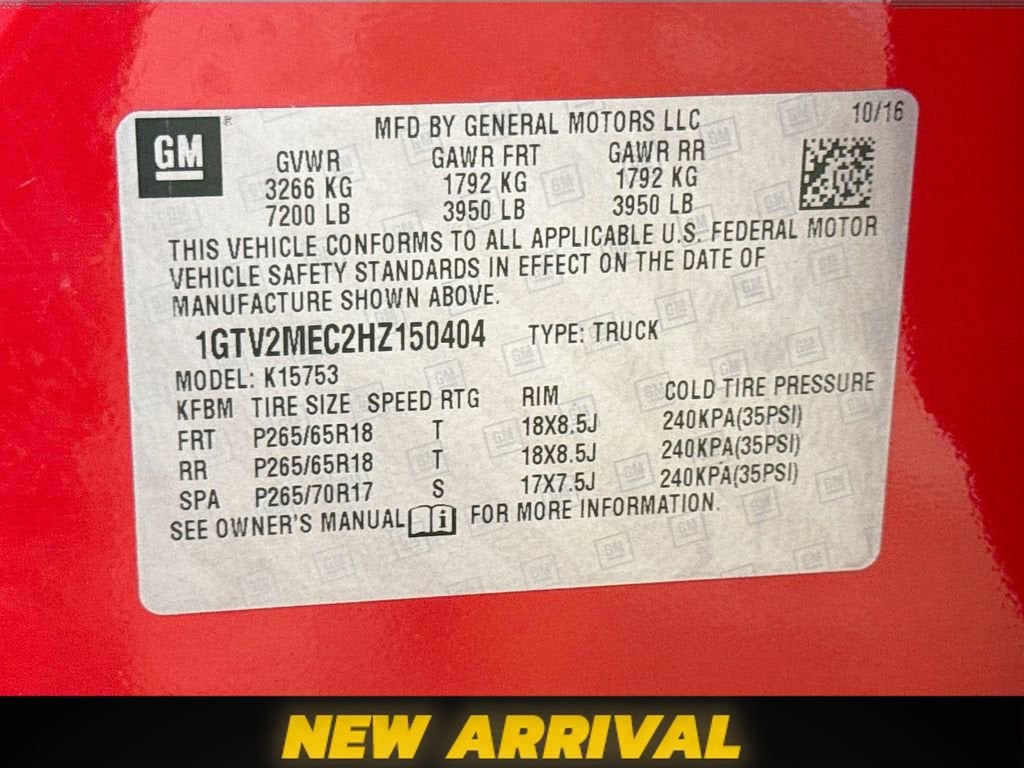 GM
MFD BY GENERAL MOTORS LLC 10/16
GVWR GAWR FRT GAWR RR
3266 KG 1792 KG 1792 KG
7200 LB 3950 LB 3950 LB
THIS VEHICLE CONFORMS TO ALL APPLICABLE U.S. FEDERAL MOTOR
VEHICLE SAFETY STANDARDS IN EFFECT ON THE DATE OF
MANUFACTURE SHOWN ABOVE.
1GTV2MEC2HZ150404 TYPE: TRUCK
MODEL: K15753
KFBM TIRE SIZE SPEED RTG RIM COLD TIRE PRESSURE
FRT P265/65R18 T 18X8.5J 240KPA(35PSI)
RR P265/65R18 T 18X8.5J 240KPA(35PSI)
SPA P265/70R17 S 17X7.5J 240KPA(35PSI)
SEE OWNER'S MANUAL i FOR MORE INFORMATION.
NEW ARRIVAL